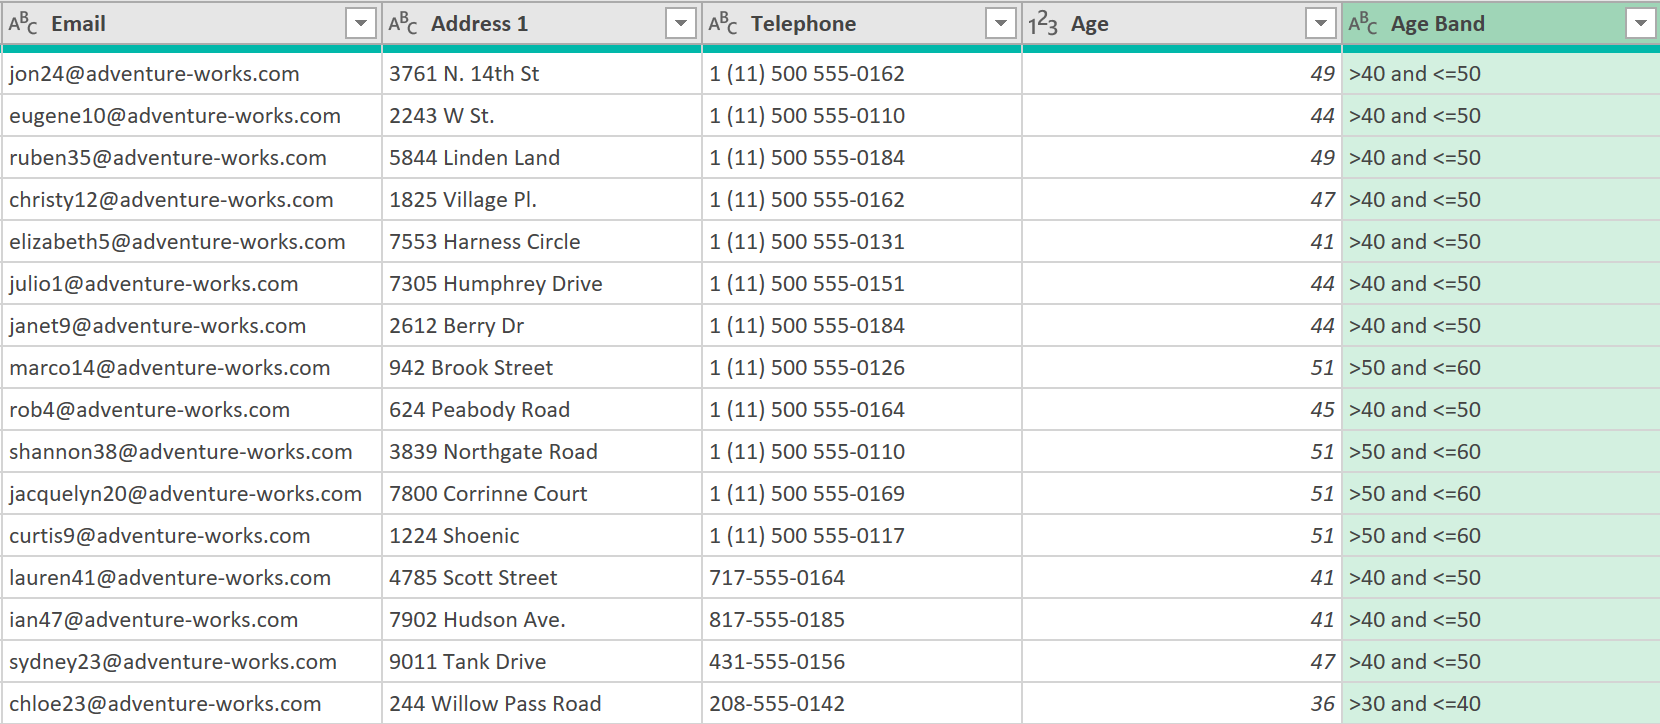 ABC Email ABC Address 1 ABC Telephone 123 Age ABC Age Band
jon24@adventure-works.com 3761 N. 14th St 1 (11) 500 555-0162 49 >40 and <=50
eugene10@adventure-works.com 2243 W St. 1 (11) 500 555-0110 44 >40 and <=50
ruben35@adventure-works.com 5844 Linden Land 1 (11) 500 555-0184 49 >40 and <=50
christy12@adventure-works.com 1825 Village Pl. 1 (11) 500 555-0162 47 >40 and <=50
elizabeth5@adventure-works.com 7553 Harness Circle 1 (11) 500 555-0131 41 >40 and <=50
julio1@adventure-works.com 7305 Humphrey Drive 1 (11) 500 555-0151 44 >40 and <=50
janet9@adventure-works.com 2612 Berry Dr 1 (11) 500 555-0184 44 >40 and <=50
marco14@adventure-works.com 942 Brook Street 1 (11) 500 555-0126 51 >50 and <=60
rob4@adventure-works.com 624 Peabody Road 1 (11) 500 555-0164 45 >40 and <=50
shannon38@adventure-works.com 3839 Northgate Road 1 (11) 500 555-0110 51 >50 and <=60
jacquelyn20@adventure-works.com 7800 Corrinne Court 1 (11) 500 555-0169 51 >50 and <=60
curtis9@adventure-works.com 1224 Shoenic 1 (11) 500 555-0117 51 >50 and <=60
lauren41@adventure-works.com 4785 Scott Street 717-555-0164 41 >40 and <=50
ian47@adventure-works.com 7902 Hudson Ave. 817-555-0185 41 >40 and <=50
sydney23@adventure-works.com 9011 Tank Drive 431-555-0156 47 >40 and <=50
chloe23@adventure-works.com 244 Willow Pass Road 208-555-0142 36 >30 and <=40